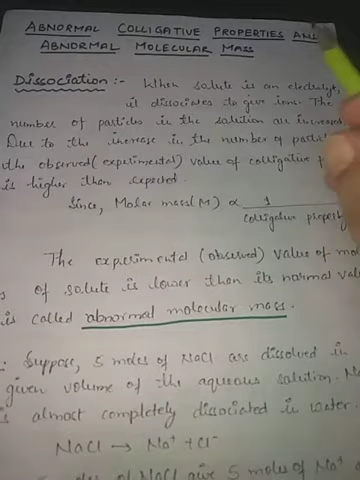 ABNORMAL COLLIGATIVE PROPERTIES AND
ABNORMAL MOLECULAR MASS
Dissociation :- When solute is an electrolyte,
it dissociates to give ions. The
number of particles in the solution are increased
Due to the increase in the number of particl
the observed (experimental) value of colligative p
is higher than expected.
Since, Molar mass (M) ∝ 1
colligative property
The experimental (observed) value of mol
s of solute is lower than its normal valu
is called abnormal molecular mass.
: Suppose, 5 moles of NaCl are dissolved in
given volume of the aqueous solution. Na
is almost completely dissociated in water.
NaCl → Na⁺ + Cl⁻
of NaCl give 5 moles of Na⁺